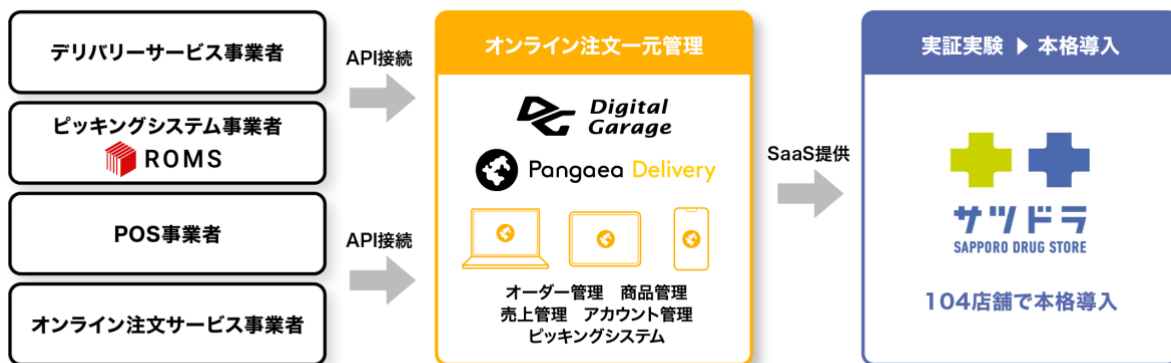 デリバリーサービス事業者
ピッキングシステム事業者
ROMS
POS事業者
オンライン注文サービス事業者
API接続
API接続
オンライン注文一元管理
Digital
Garage
Pangaea Delivery
オーダー管理 商品管理
売上管理 アカウント管理
ピッキングシステム
SaaS提供
実証実験 ▶ 本格導入
サツドラ
SAPPORO DRUG STORE
104店舗で本格導入